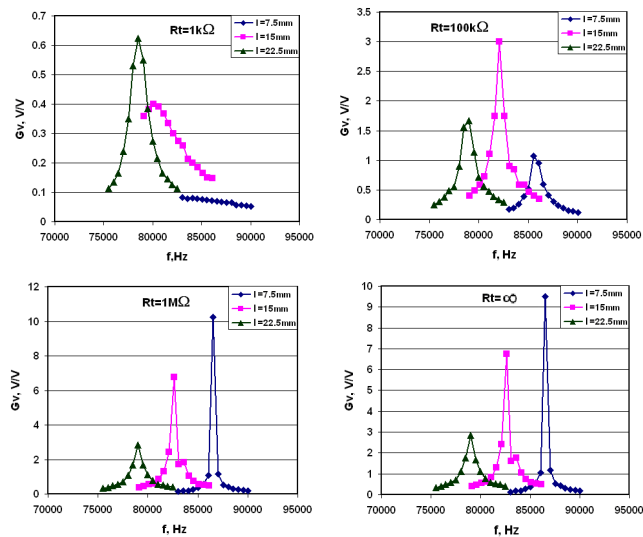 Rt=1kΩ
l=7.5mm
l=15mm
l=22.5mm
Gv, V/V
0.7
0.6
0.5
0.4
0.3
0.2
0.1
0
70000 75000 80000 85000 90000 95000
f,Hz
Rt=100kΩ
l=7.5mm
l=15mm
l=22.5mm
Gv, V/V
3.5
3
2.5
2
1.5
1
0.5
0
70000 75000 80000 85000 90000 95000
f,Hz
Rt=1MΩ
l=7.5mm
l=15mm
l=22.5mm
Gv, V/V
12
10
8
6
4
2
0
70000 75000 80000 85000 90000 95000
f, Hz
Rt=∞
l=7.5mm
l=15mm
l=22.5mm
Gv, V/V
10
9
8
7
6
5
4
3
2
1
0
70000 75000 80000 85000 90000 95000
f, Hz